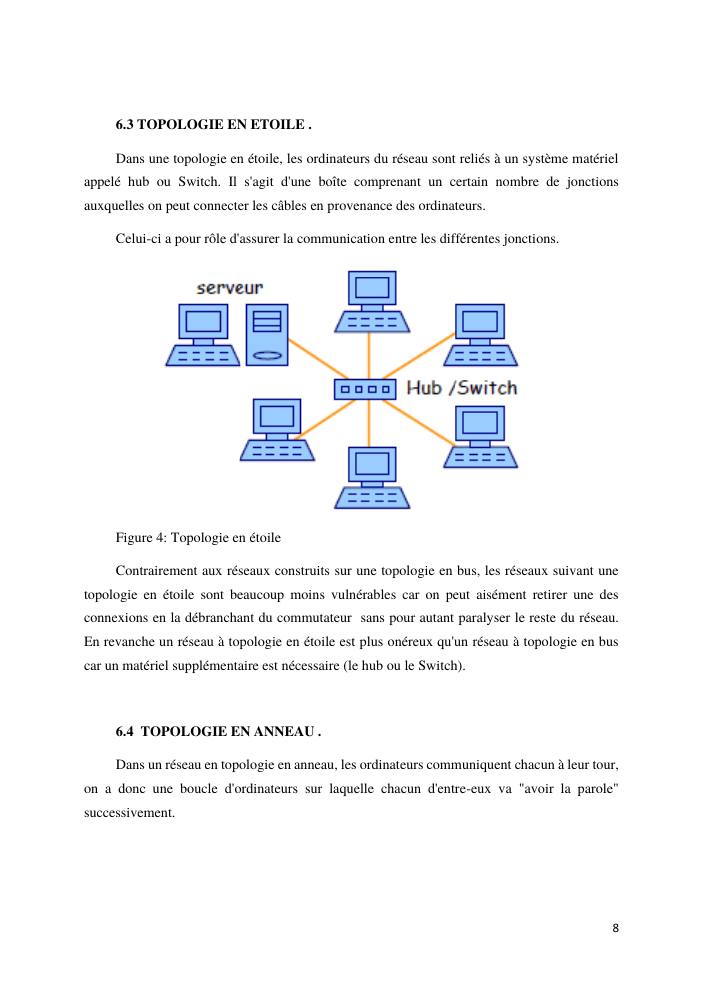 6.3 TOPOLOGIE EN ETOILE .
Dans une topologie en étoile, les ordinateurs du réseau sont reliés à un système matériel
appelé hub ou Switch. Il s'agit d'une boîte comprenant un certain nombre de jonctions
auxquelles on peut connecter les câbles en provenance des ordinateurs.
Celui-ci a pour rôle d'assurer la communication entre les différentes jonctions.
serveur
Hub /Switch
Figure 4: Topologie en étoile
Contrairement aux réseaux construits sur une topologie en bus, les réseaux suivant une
topologie en étoile sont beaucoup moins vulnérables car on peut aisément retirer une des
connexions en la débranchant du commutateur  sans pour autant paralyser le reste du réseau.
En revanche un réseau à topologie en étoile est plus onéreux qu'un réseau à topologie en bus
car un matériel supplémentaire est nécessaire (le hub ou le Switch).
6.4  TOPOLOGIE EN ANNEAU .
Dans un réseau en topologie en anneau, les ordinateurs communiquent chacun à leur tour,
on a donc une boucle d'ordinateurs sur laquelle chacun d'entre-eux va "avoir la parole"
successivement.
8